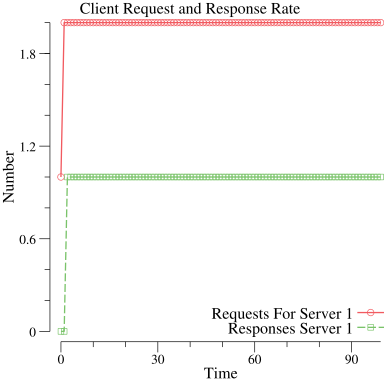 Client Request and Response Rate
1.8
1.2
0.6
0
Number
Requests For Server 1
Responses Server 1
0 30 60 90
Time